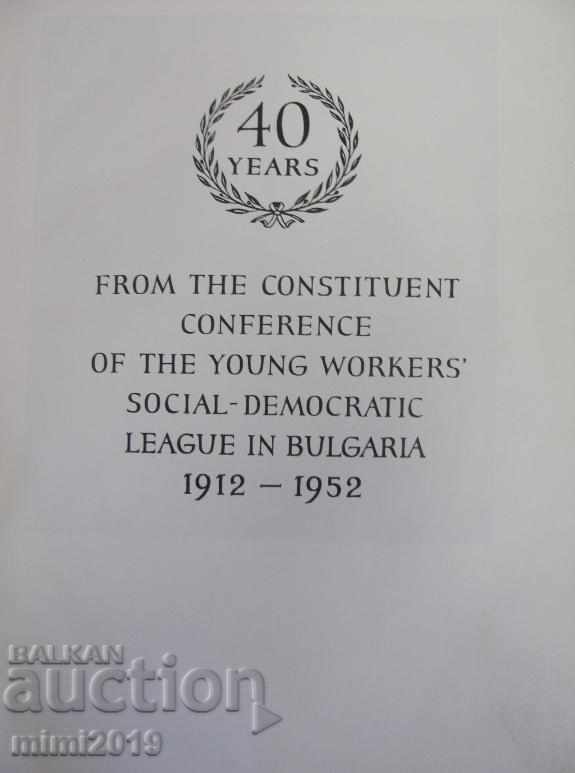 40
YEARS
FROM THE CONSTITUENT
CONFERENCE
OF THE YOUNG WORKERS'
SOCIAL-DEMOCRATIC
LEAGUE IN BULGARIA
1912 – 1952
BALKAN
auction
mimi2019